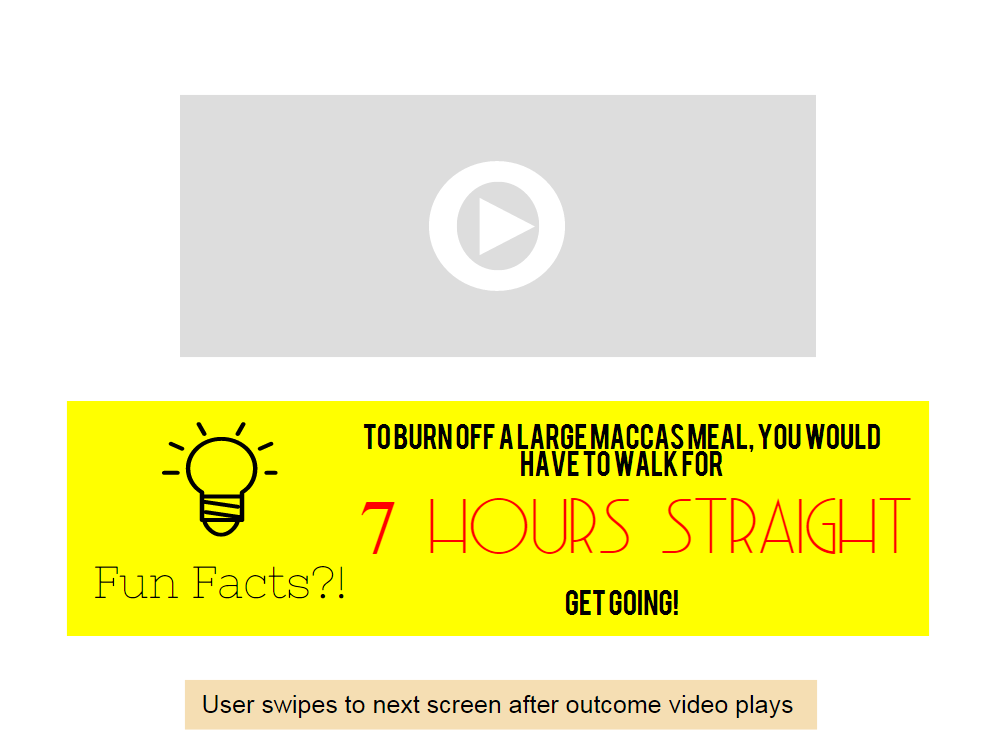 TO BURN OFF A LARGE MACCAS MEAL, YOU WOULD
HAVE TO WALK FOR
7 HOURS STRAIGHT
Fun Facts?!
GET GOING!
User swipes to next screen after outcome video plays